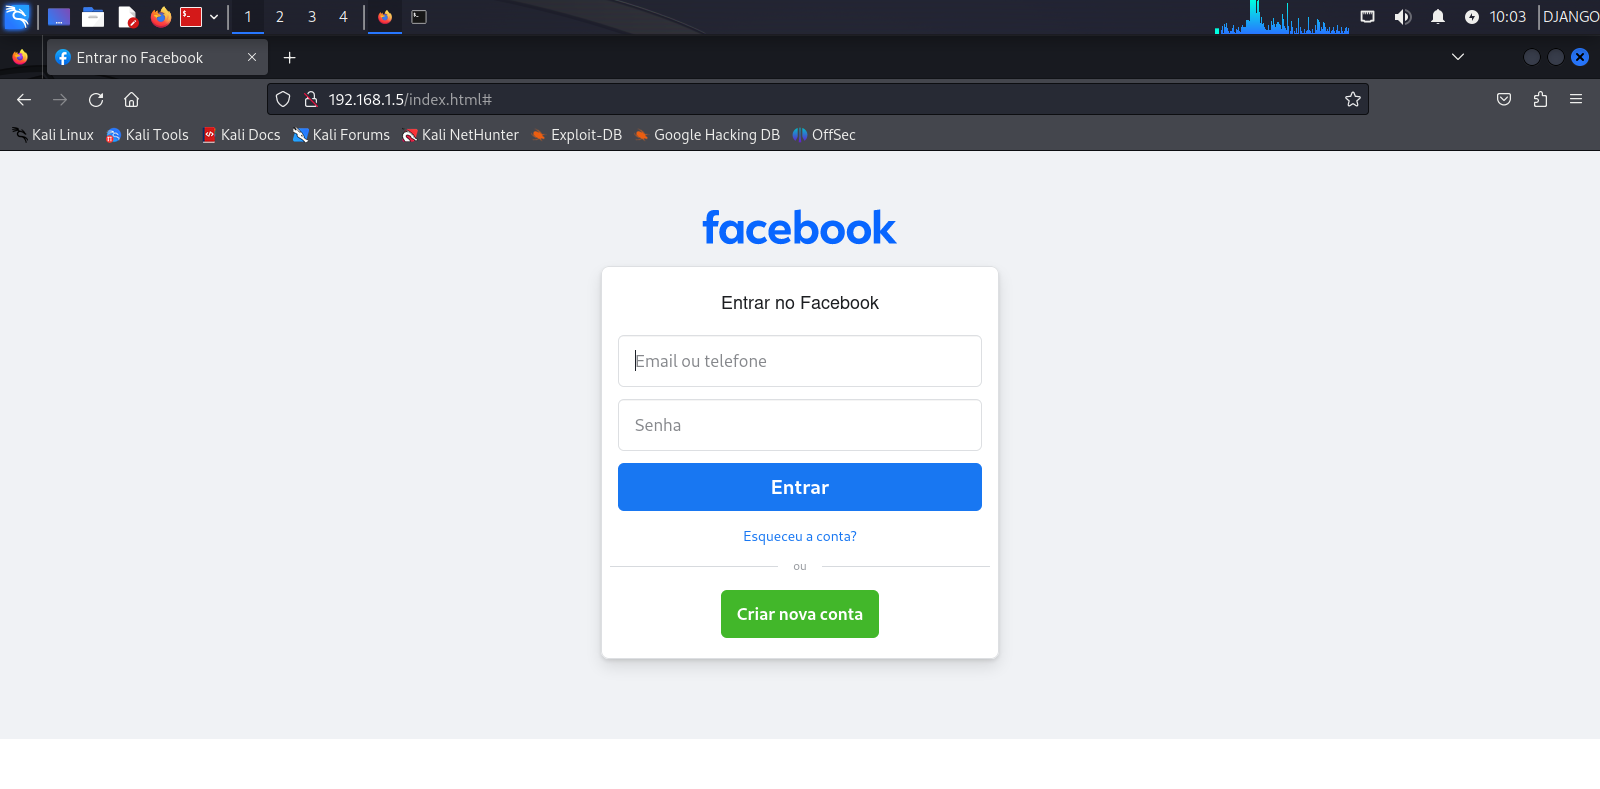 1 2 3 4 10:03 DJANGO
Entrar no Facebook
192.168.1.5/index.html#
Kali Linux Kali Tools Kali Docs Kali Forums Kali NetHunter Exploit-DB Google Hacking DB OffSec
facebook
Entrar no Facebook
Email ou telefone
Senha
Entrar
Esqueceu a conta?
ou
Criar nova conta